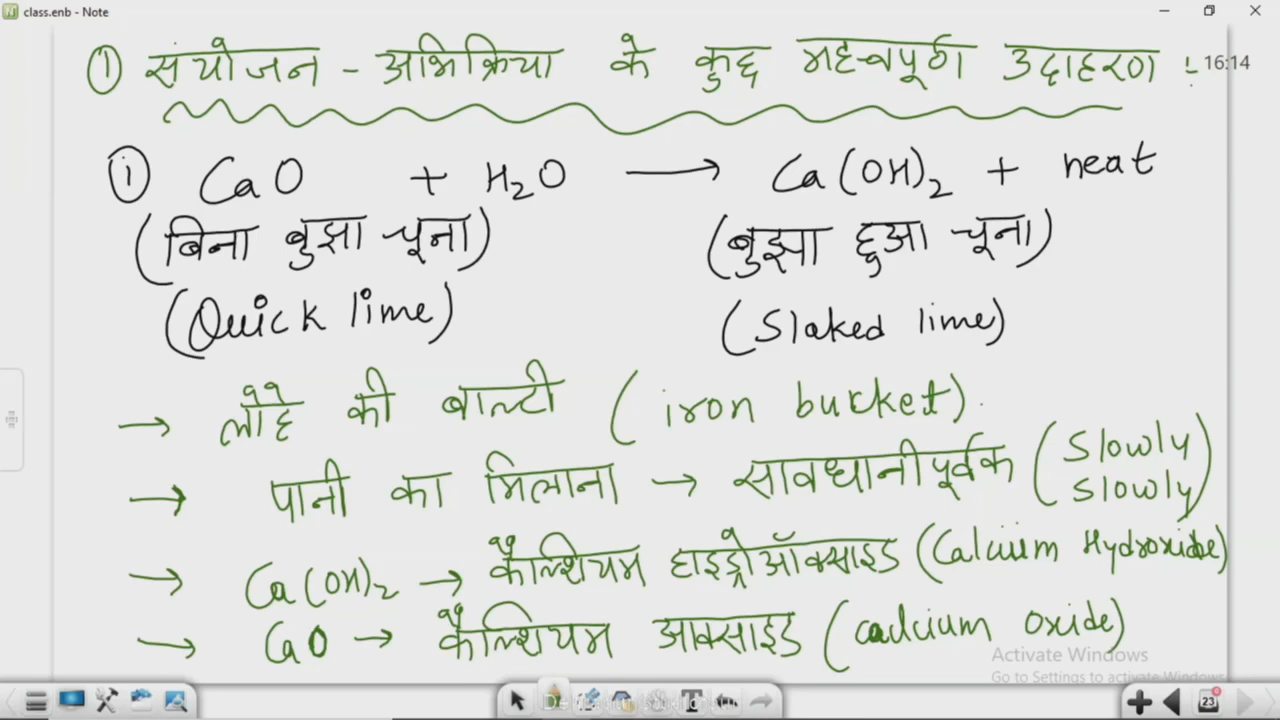 class.enb - Note
① संयोजन - अभिक्रिया के कुछ महत्वपूर्ण उदाहरण :-
16:14
ⓘ CaO + H₂O ⟶ Ca(OH)₂ + heat
(बिना बुझा चूना) (बुझा हुआ चूना)
(Quick lime) (Slaked lime)
→ लौह की बाल्टी (iron bucket).
→ पानी का मिलाना → सावधानीपूर्वक (Slowly Slowly)
→ Ca(OH)₂ → कैल्शियम हाइड्रोऑक्साइड (Calcium Hydroxide)
→ CaO → कैल्शियम आक्साइड (calcium oxide)
Activate Windows
Go to Settings to activate Windows
23